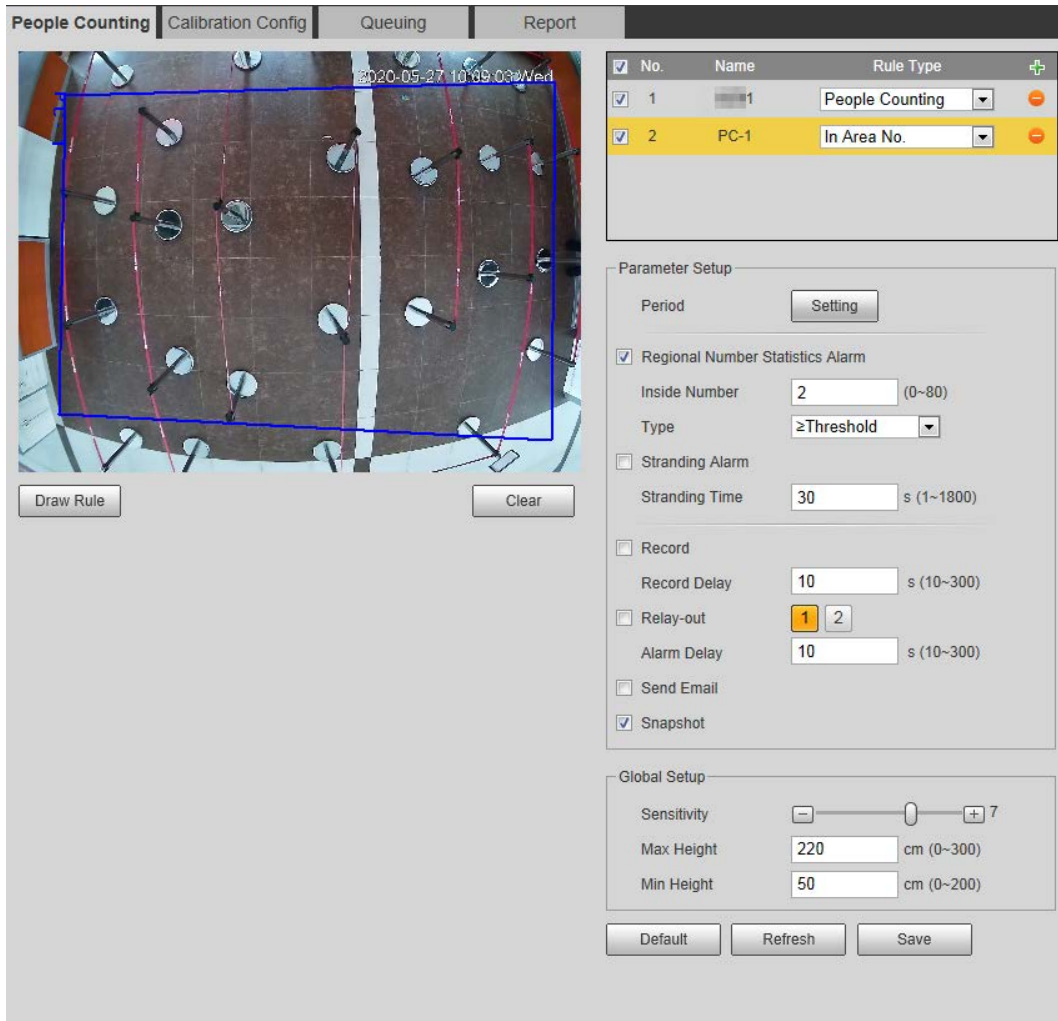 People Counting Calibration Config Queuing Report
2020-05-27 10:09:03 Wed
No. Name Rule Type
1 1 People Counting
2 PC-1 In Area No.
Parameter Setup
Period Setting
Regional Number Statistics Alarm
Inside Number 2 (0~80)
Type ≥Threshold
Stranding Alarm
Stranding Time 30 s (1~1800)
Draw Rule Clear
Record
Record Delay 10 s (10~300)
Relay-out 1 2
Alarm Delay 10 s (10~300)
Send Email
Snapshot
Global Setup
Sensitivity 7
Max Height 220 cm (0~300)
Min Height 50 cm (0~200)
Default Refresh Save